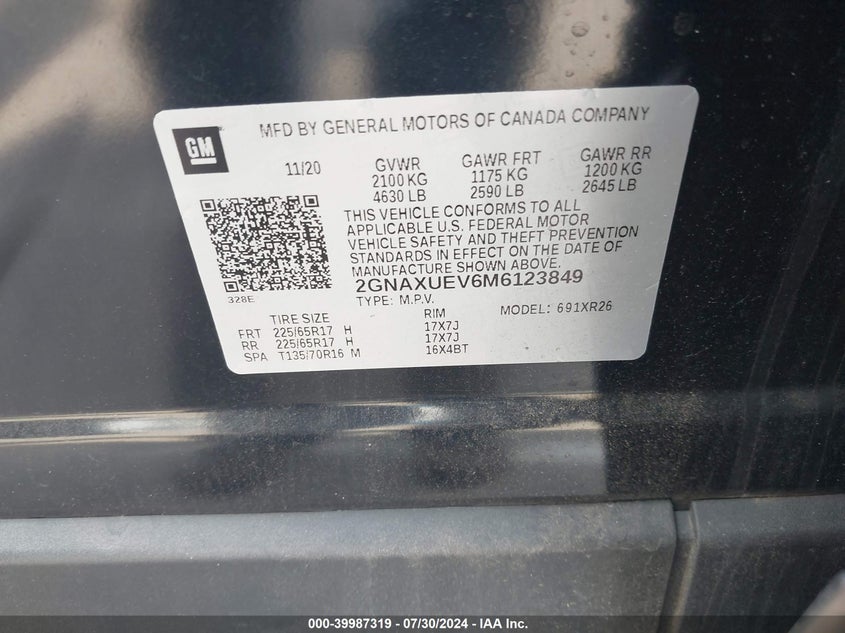 GM
MFD BY GENERAL MOTORS OF CANADA COMPANY
11/20 GVWR GAWR FRT GAWR RR
2100 KG 1175 KG 1200 KG
4630 LB 2590 LB 2645 LB
THIS VEHICLE CONFORMS TO ALL
APPLICABLE U.S. FEDERAL MOTOR
VEHICLE SAFETY AND THEFT PREVENTION
STANDARDS IN EFFECT ON THE DATE OF
MANUFACTURE SHOWN ABOVE.
2GNAXUEV6M6123849
328E
TYPE: M.P.V. MODEL: 691XR26
TIRE SIZE RIM
FRT 225/65R17 H 17X7J
RR 225/65R17 H 17X7J
SPA T135/70R16 M 16X4BT
000-39987319 - 07/30/2024 - IAA Inc.